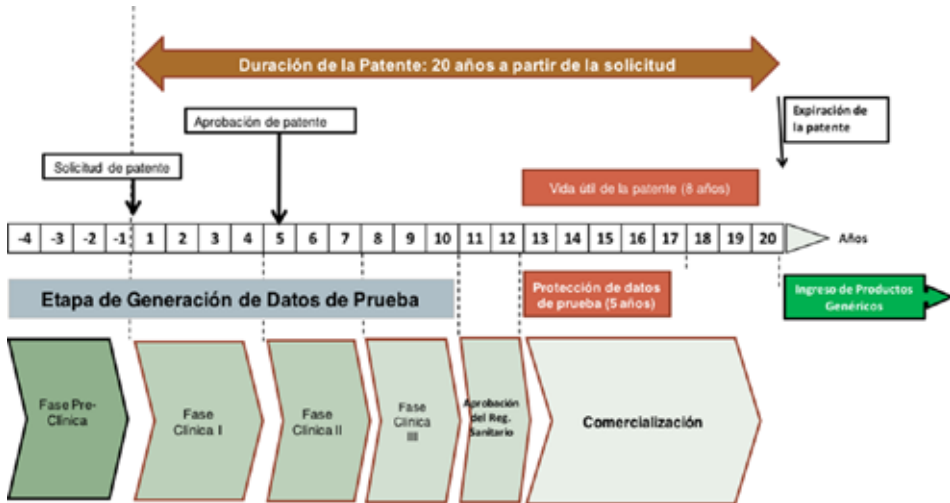 Duración de la Patente: 20 años a partir de la solicitud
Aprobación de patente
Expiración de
la patente
Solicitud de patente
Vida útil de la patente (8 años)
-4 -3 -2 -1 1 2 3 4 5 6 7 8 9 10 11 12 13 14 15 16 17 18 19 20 Años
Etapa de Generación de Datos de Prueba
Protección de datos
de prueba (5 años)
Ingreso de Productos
Genéricos
Fase Pre-
Clínica
Fase
Clínica I
Fase
Clínica II
Fase
Clínica
III
Aprobación
del Reg.
Sanitario
Comercialización